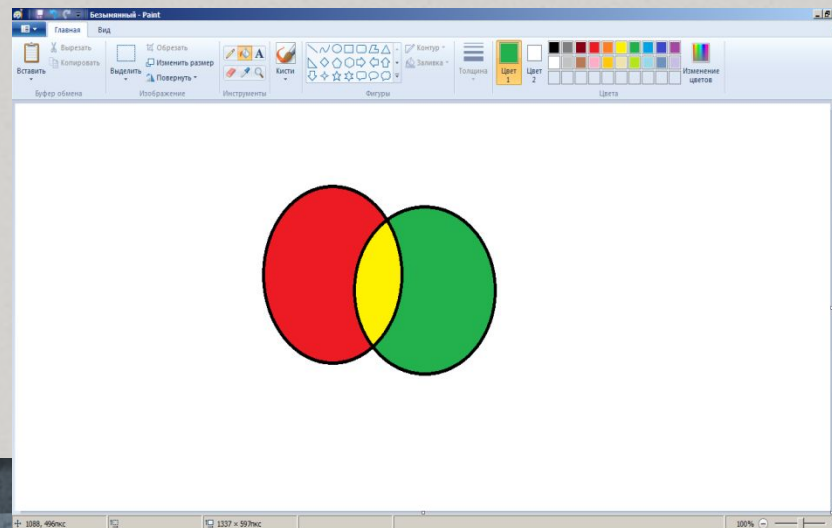 Безымянный - Paint
Главная Вид
Вставить
Вырезать
Копировать
Буфер обмена
Выделить
Обрезать
Изменить размер
Повернуть
Изображение
A
Инструменты
Кисти
Контур
Заливка
Фигуры
Толщина
Цвет 1
Цвет 2
Изменение цветов
Цвета
1088, 496пкс
1337 × 597пкс
100%